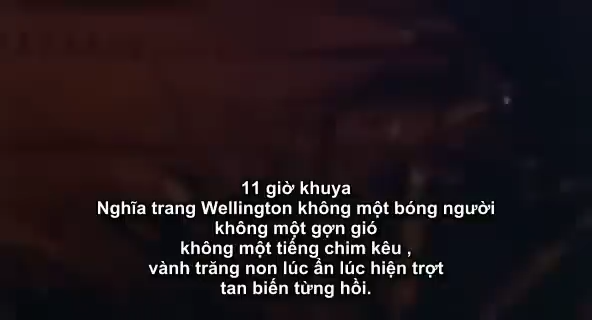 11 giờ khuya
Nghĩa trang Wellington không một bóng người
không một gợn gió
không một tiếng chim kêu ,
vành trăng non lúc ẩn lúc hiện trợt
tan biến từng hồi.